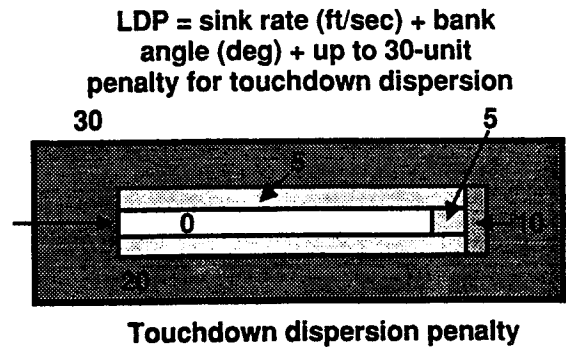 LDP = sink rate (ft/sec) + bank
angle (deg) + up to 30-unit
penalty for touchdown dispersion
30 5
5
0 10
20
Touchdown dispersion penalty